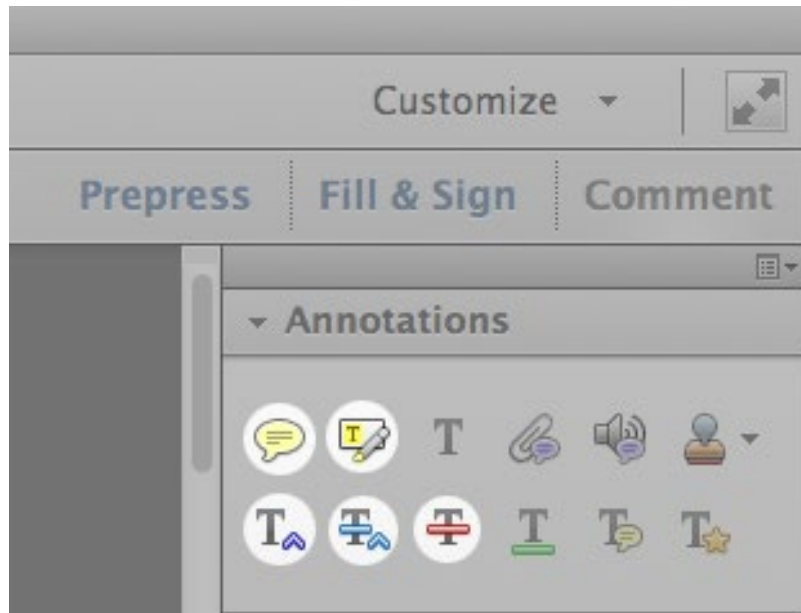 Customize
Prepress Fill & Sign Comment
Annotations
T T
T T T T T T